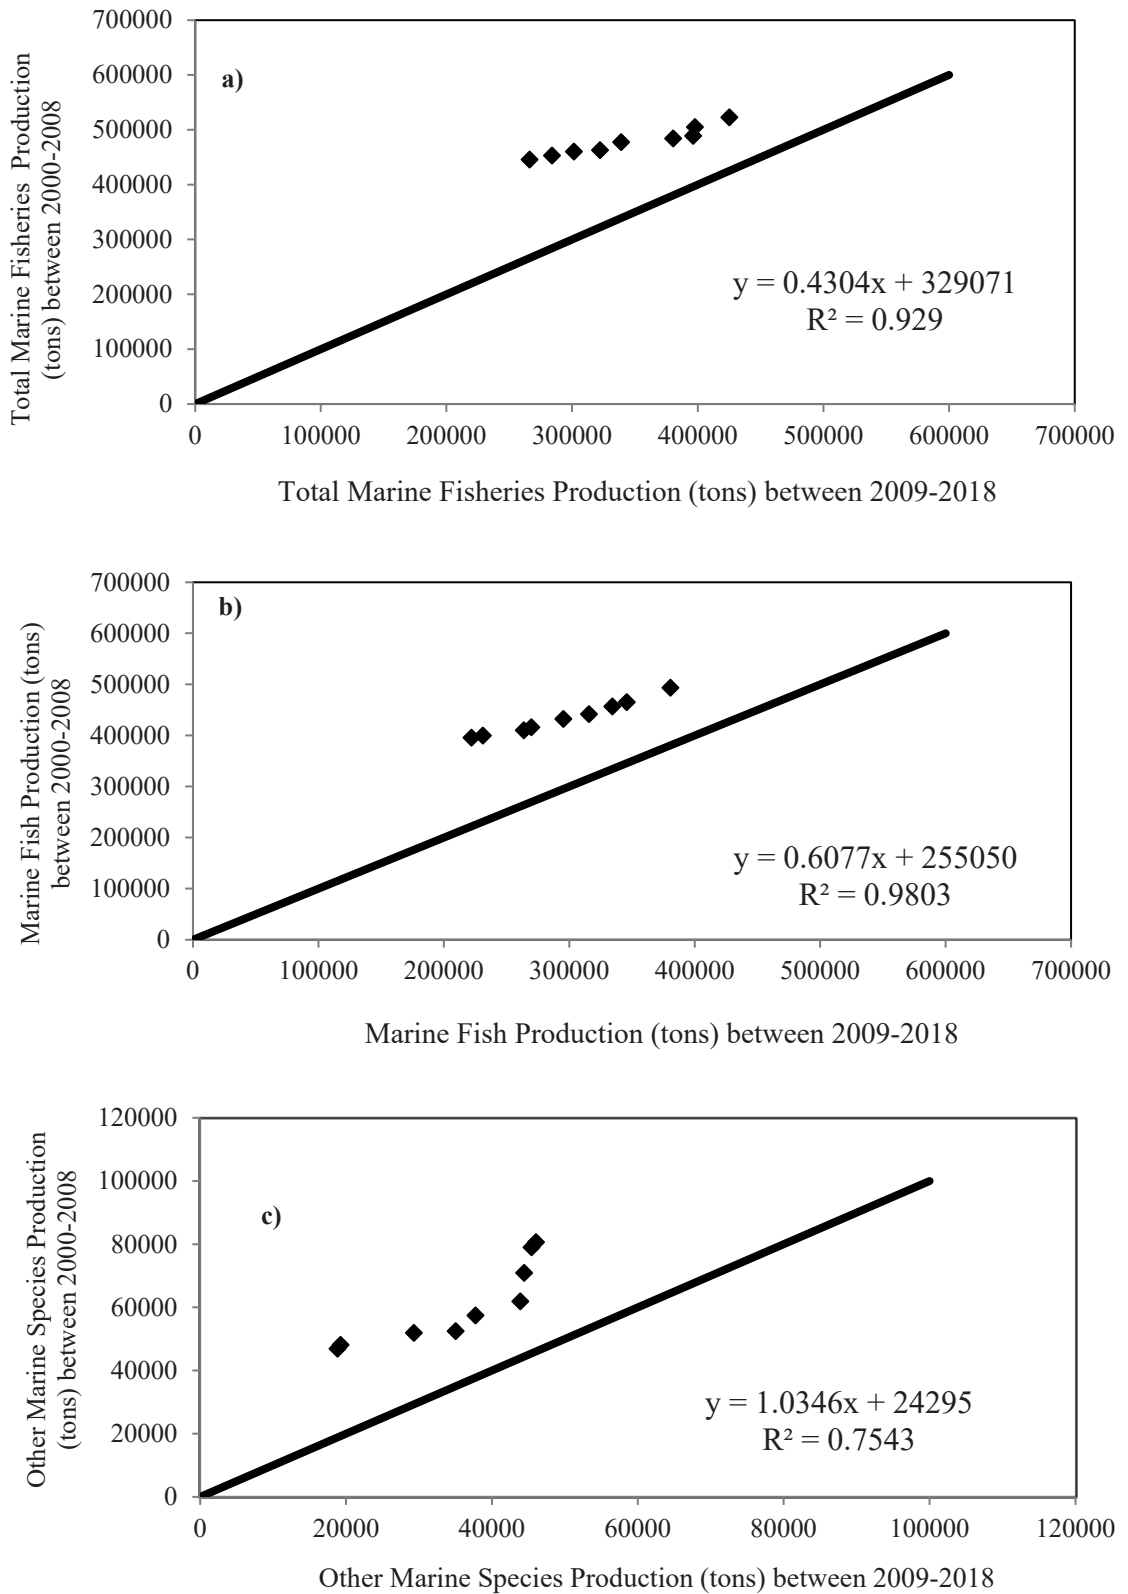 700000
600000
500000
400000
300000
200000
100000
0
a)
Total Marine Fisheries Production
(tons) between 2000-2008
y = 0.4304x + 329071
R² = 0.929
0 100000 200000 300000 400000 500000 600000 700000
Total Marine Fisheries Production (tons) between 2009-2018
700000
600000
500000
400000
300000
200000
100000
0
b)
Marine Fish Production (tons)
between 2000-2008
y = 0.6077x + 255050
R² = 0.9803
0 100000 200000 300000 400000 500000 600000 700000
Marine Fish Production (tons) between 2009-2018
120000
100000
80000
60000
40000
20000
0
c)
Other Marine Species Production
(tons) between 2000-2008
y = 1.0346x + 24295
R² = 0.7543
0 20000 40000 60000 80000 100000 120000
Other Marine Species Production (tons) between 2009-2018